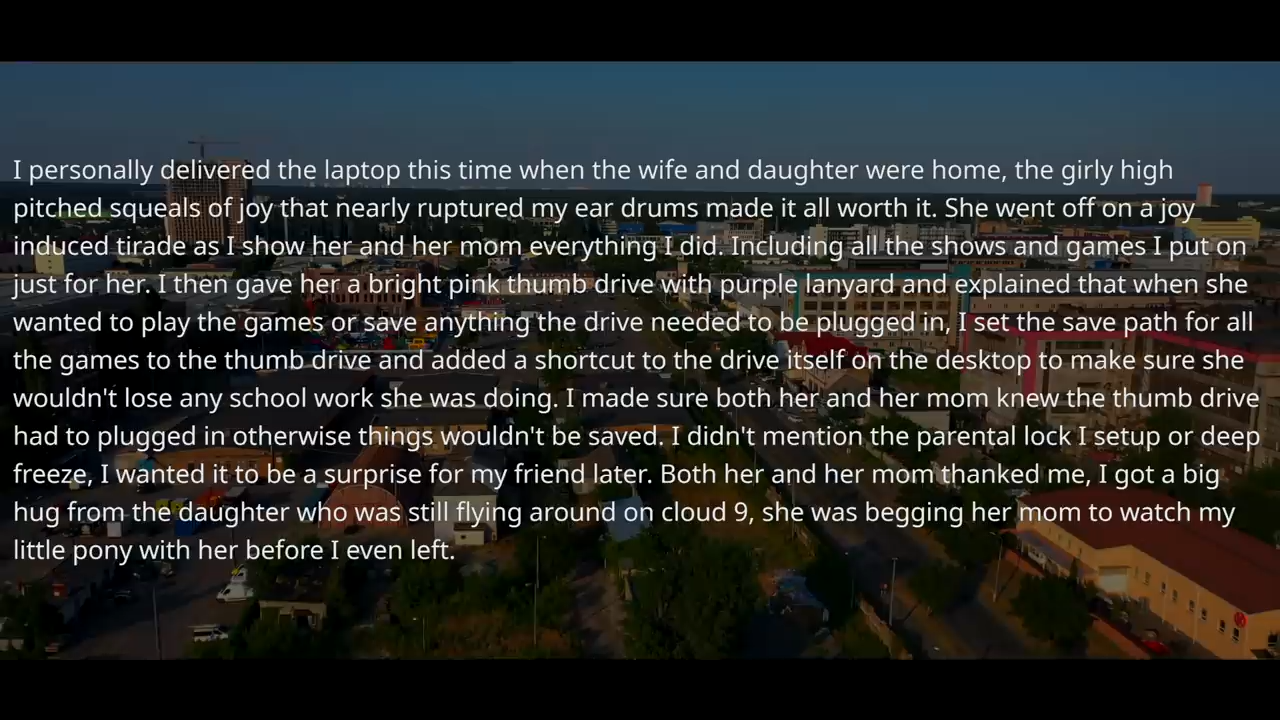 I personally delivered the laptop this time when the wife and daughter were home, the girly high
pitched squeals of joy that nearly ruptured my ear drums made it all worth it. She went off on a joy
induced tirade as I show her and her mom everything I did. Including all the shows and games I put on
just for her. I then gave her a bright pink thumb drive with purple lanyard and explained that when she
wanted to play the games or save anything the drive needed to be plugged in, I set the save path for all
the games to the thumb drive and added a shortcut to the drive itself on the desktop to make sure she
wouldn't lose any school work she was doing. I made sure both her and her mom knew the thumb drive
had to plugged in otherwise things wouldn't be saved. I didn't mention the parental lock I setup or deep
freeze, I wanted it to be a surprise for my friend later. Both her and her mom thanked me, I got a big
hug from the daughter who was still flying around on cloud 9, she was begging her mom to watch my
little pony with her before I even left.